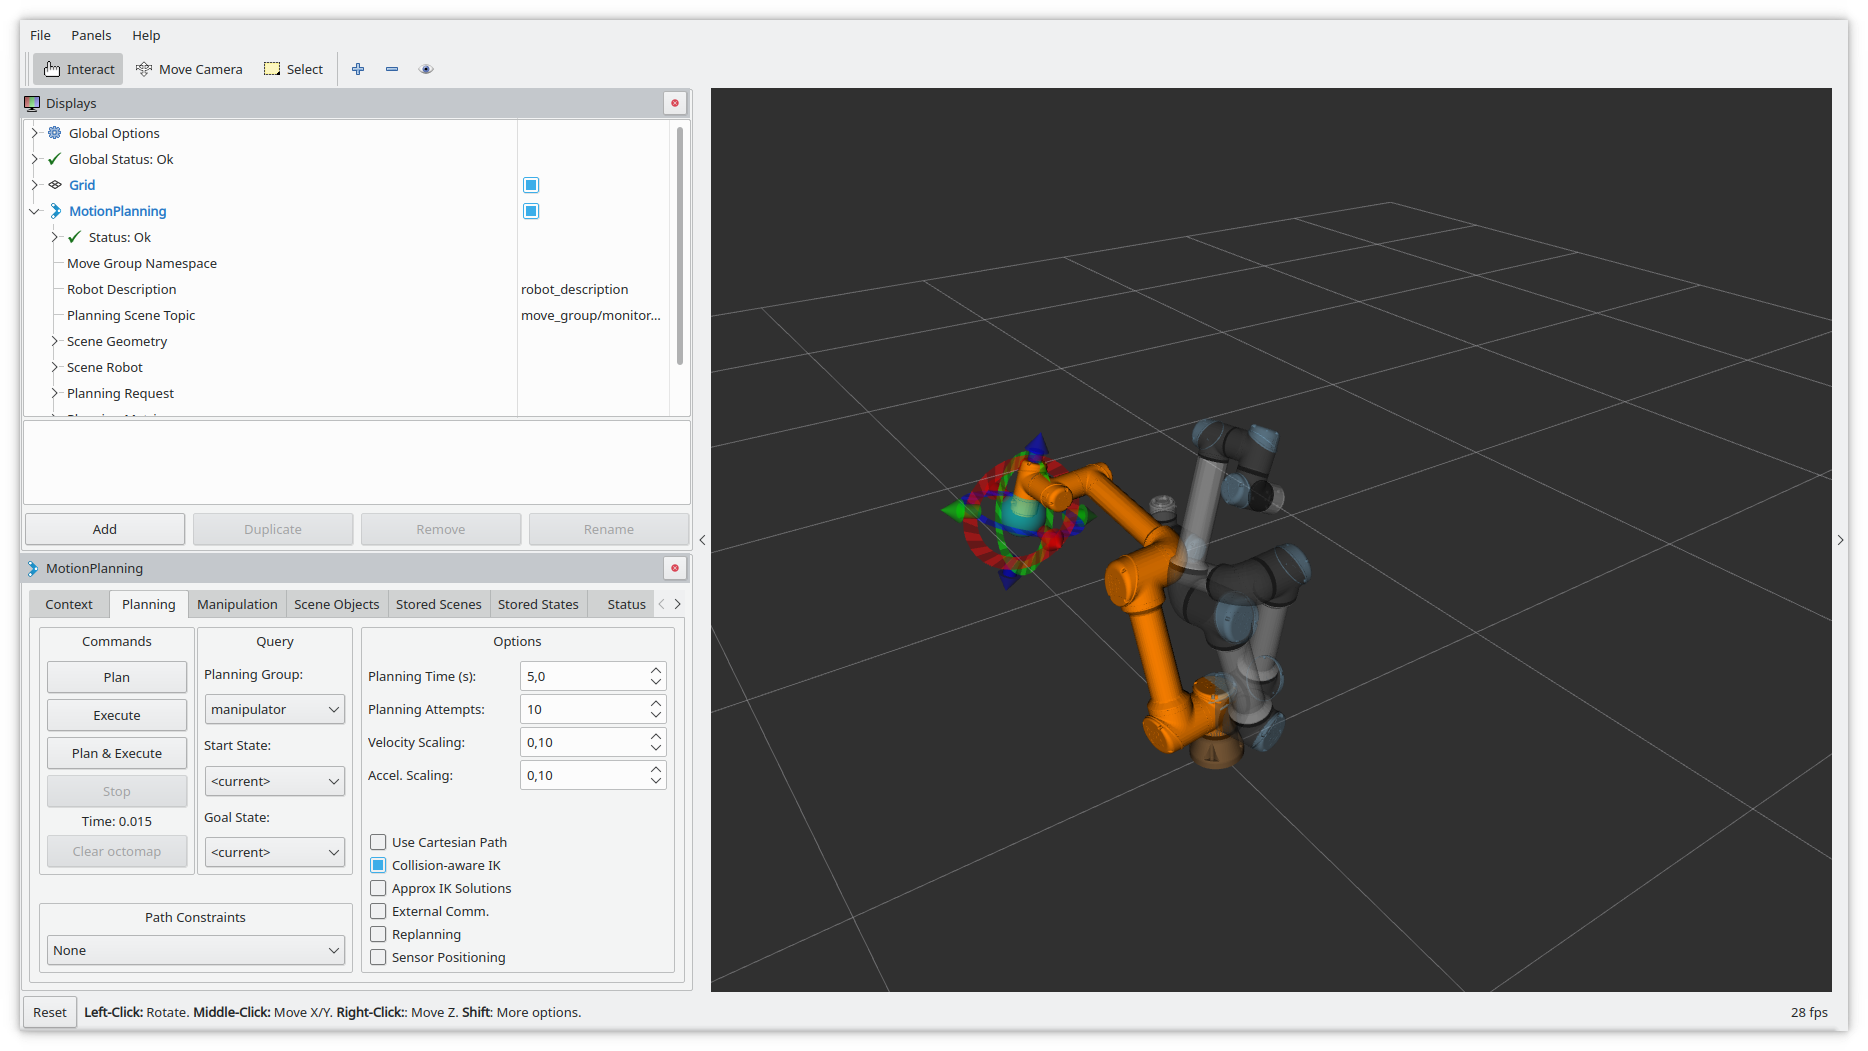 File Panels Help
Interact Move Camera Select
Displays
Global Options
Global Status: Ok
Grid
MotionPlanning
Status: Ok
Move Group Namespace
Robot Description robot_description
Planning Scene Topic move_group/monitor...
Scene Geometry
Scene Robot
Planning Request
Add Duplicate Remove Rename
MotionPlanning
Context Planning Manipulation Scene Objects Stored Scenes Stored States Status
Commands
Plan
Execute
Plan & Execute
Stop
Time: 0.015
Clear octomap
Query
Planning Group:
manipulator
Start State:
<current>
Goal State:
<current>
Path Constraints
None
Options
Planning Time (s): 5,0
Planning Attempts: 10
Velocity Scaling: 0,10
Accel. Scaling: 0,10
Use Cartesian Path
Collision-aware IK
Approx IK Solutions
External Comm.
Replanning
Sensor Positioning
Reset Left-Click: Rotate. Middle-Click: Move X/Y. Right-Click:: Move Z. Shift: More options. 28 fps